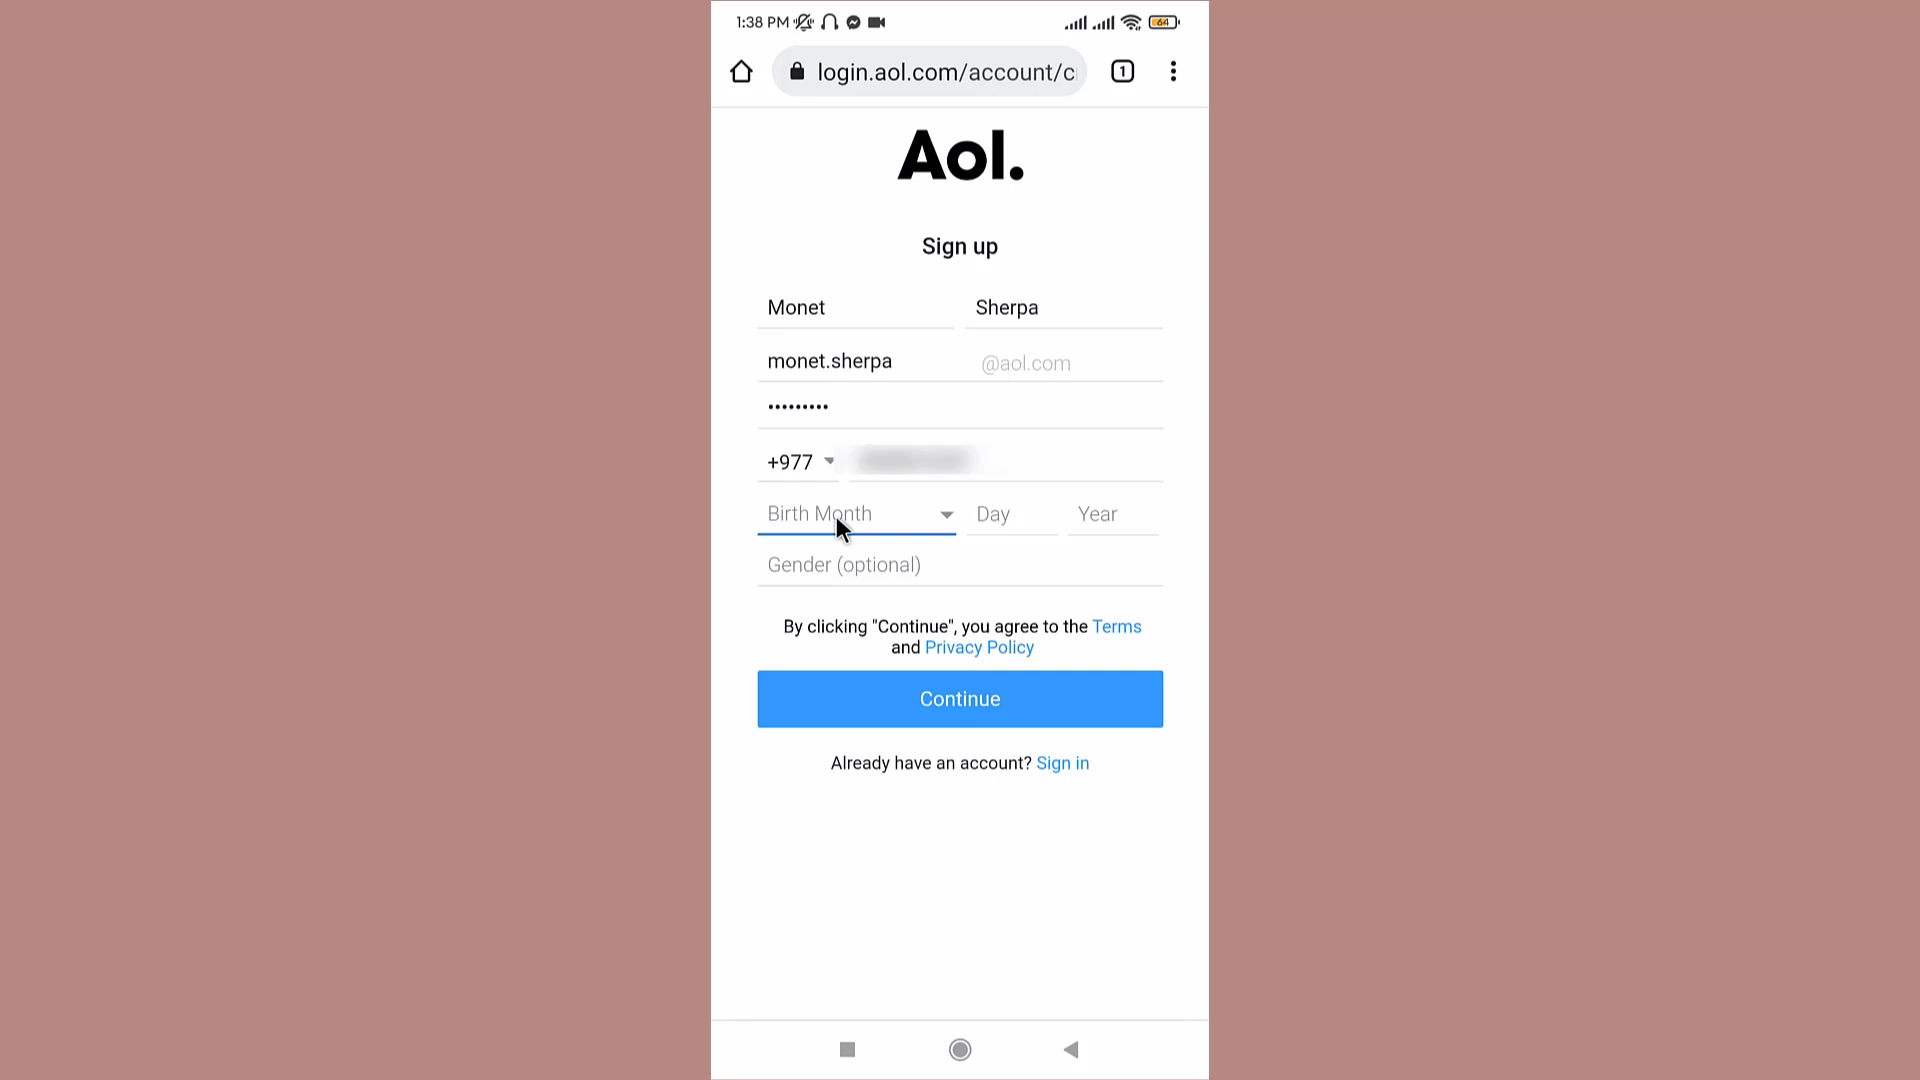 1:38 PM 64
login.aol.com/account/c 1
Aol.
Sign up
Monet Sherpa
monet.sherpa @aol.com
•••••••••
+977
Birth Month Day Year
Gender (optional)
By clicking "Continue", you agree to the Terms
and Privacy Policy
Continue
Already have an account? Sign in